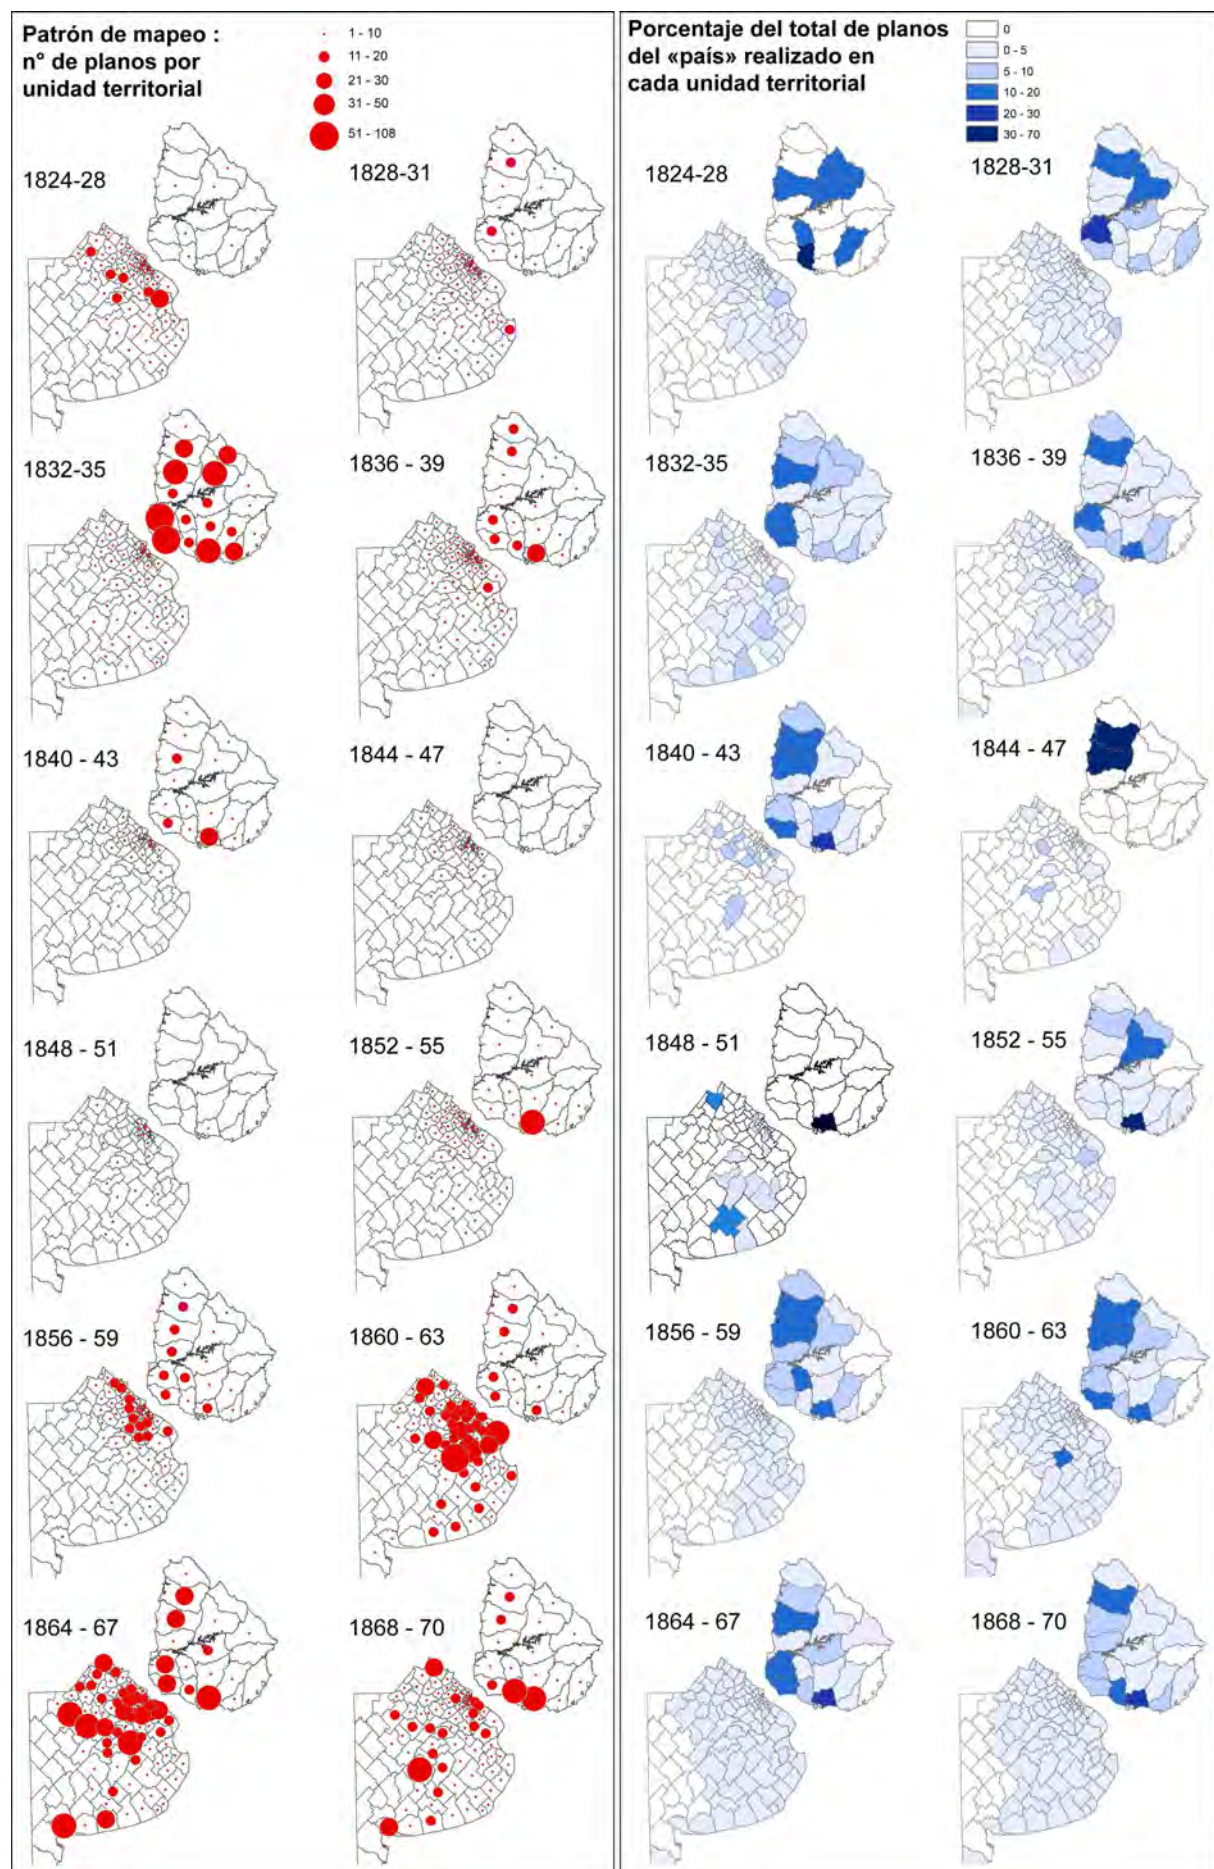 Patrón de mapeo :
n° de planos por
unidad territorial
1 - 10
11 - 20
21 - 30
31 - 50
51 - 108
1824-28
1828-31
1832-35
1836 - 39
1840 - 43
1844 - 47
1848 - 51
1852 - 55
1856 - 59
1860 - 63
1864 - 67
1868 - 70
Porcentaje del total de planos
del «país» realizado en
cada unidad territorial
0
0 - 5
5 - 10
10 - 20
20 - 30
30 - 70
1824-28
1828-31
1832-35
1836 - 39
1840 - 43
1844 - 47
1848 - 51
1852 - 55
1856 - 59
1860 - 63
1864 - 67
1868 - 70